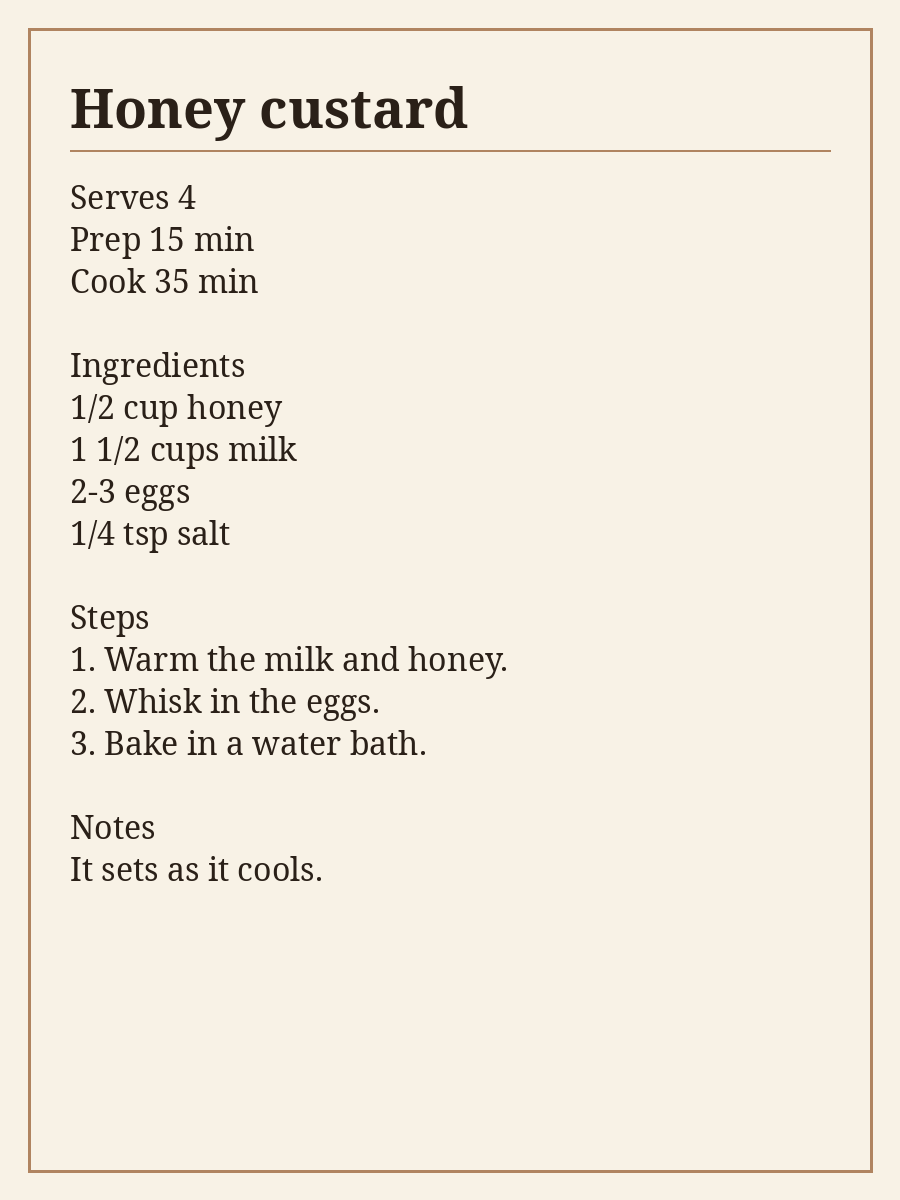 Honey custard
Serves 4
Prep 15 min
Cook 35 min
Ingredients
1/2 cup honey
1 1/2 cups milk
2-3 eggs
1/4 tsp salt
Steps
1. Warm the milk and honey.
2. Whisk in the eggs.
3. Bake in a water bath.
Notes
It sets as it cools.